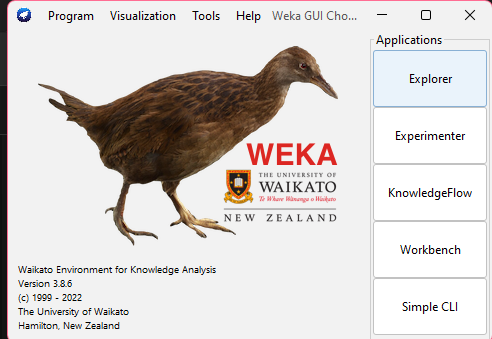 Program Visualization Tools Help Weka GUI Cho...
Applications
Explorer
Experimenter
KnowledgeFlow
Workbench
Simple CLI
WEKA
THE UNIVERSITY OF
WAIKATO
Te Whare Wānanga o Waikato
NEW ZEALAND
Waikato Environment for Knowledge Analysis
Version 3.8.6
(c) 1999 - 2022
The University of Waikato
Hamilton, New Zealand